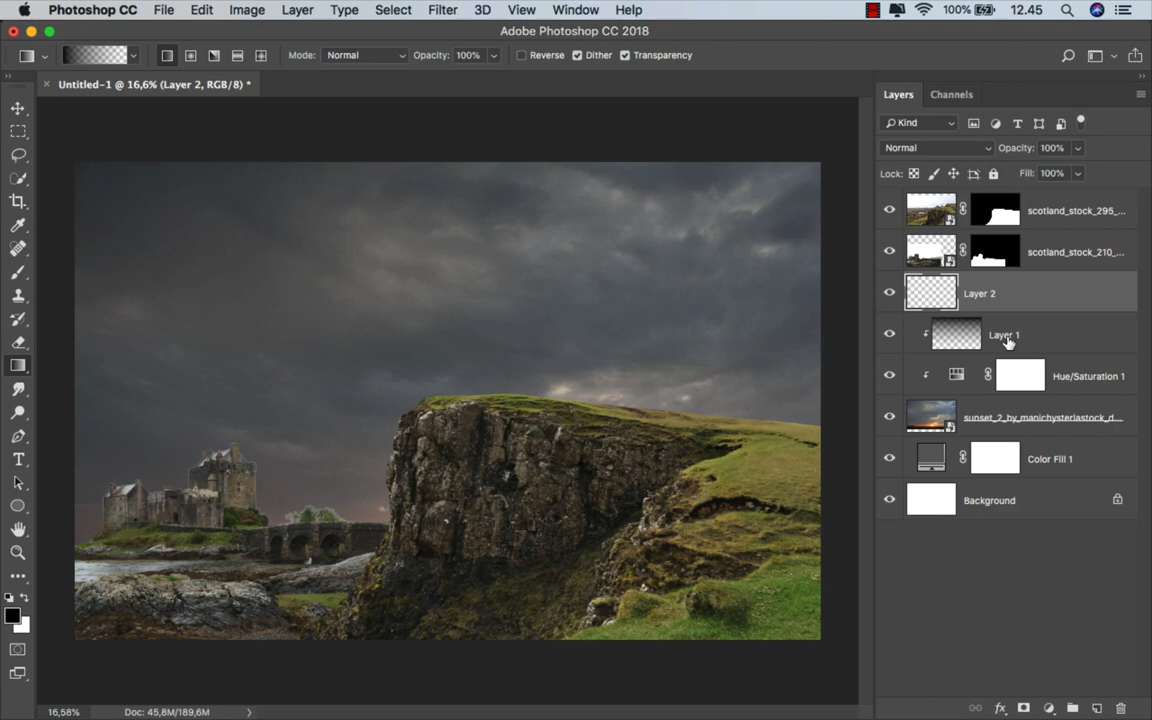 Photoshop CC File Edit Image Layer Type Select Filter 3D View Window Help 100% 12.45
Adobe Photoshop CC 2018
Mode: Normal Opacity: 100% Reverse Dither Transparency
Untitled-1 @ 16,6% (Layer 2, RGB/8) *
Layers Channels
Kind
Normal Opacity: 100%
Lock: Fill: 100%
scotland_stock_295_...
scotland_stock_210_...
Layer 2
Layer 1
Hue/Saturation 1
sunset_2_by_manichysteriastock_d...
Color Fill 1
Background
16,58% Doc: 45,8M/189,6M